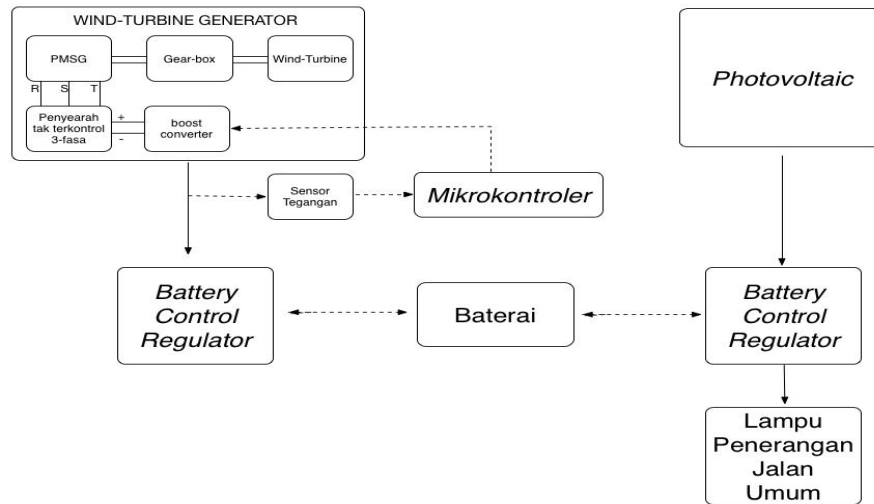 WIND-TURBINE GENERATOR
PMSG
Gear-box
Wind-Turbine
R
S
T
Penyearah
tak terkontrol
3-fasa
+
-
boost
converter
Photovoltaic
Sensor
Tegangan
Mikrokontroler
Battery
Control
Regulator
Baterai
Battery
Control
Regulator
Lampu
Penerangan
Jalan
Umum